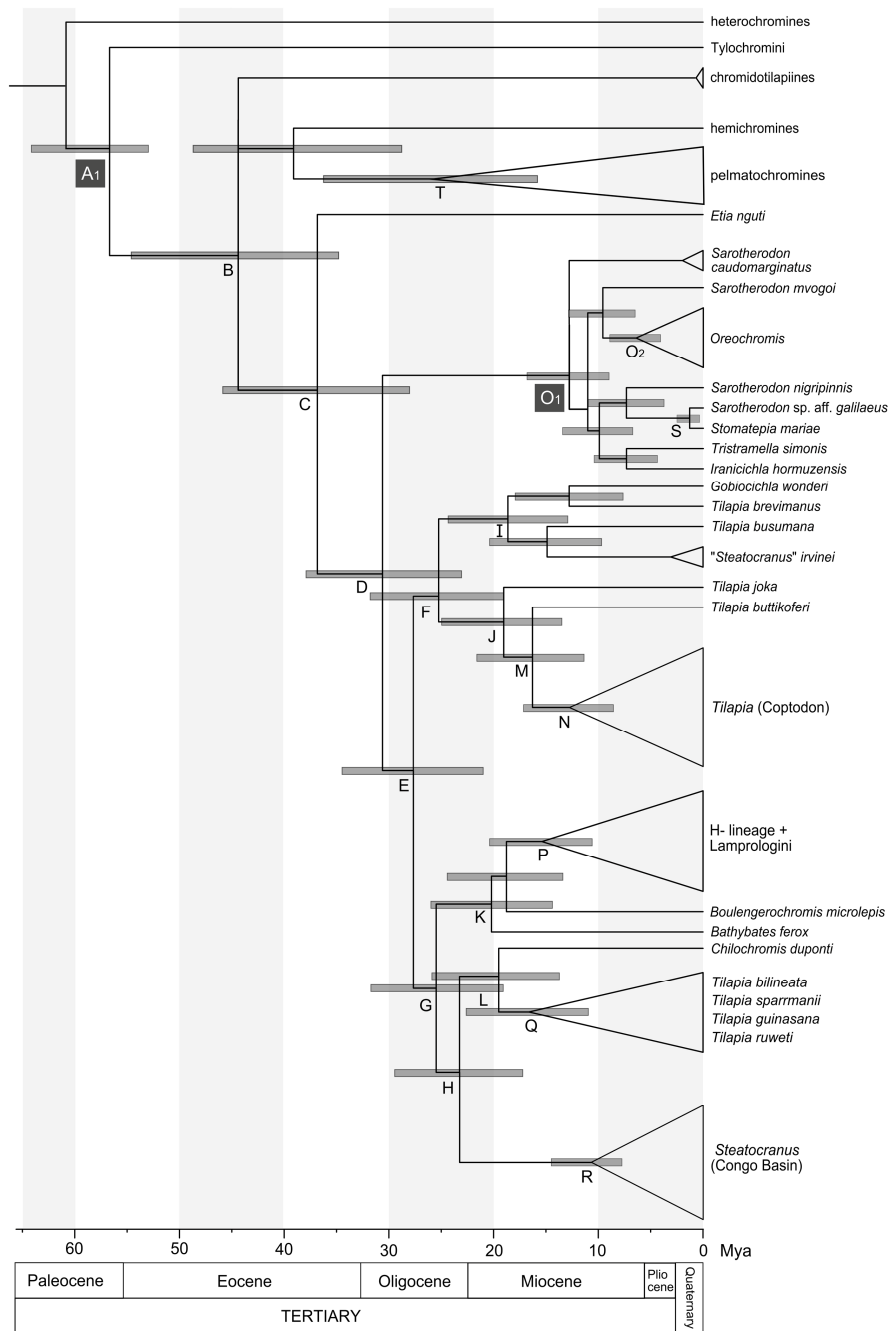 heterochromines
Tylochromini
chromidotilapiines
hemichromines
A1
pelmatochromines
T
Etia nguti
Sarotherodon
caudomarginatus
B
Sarotherodon mvogoi
Oreochromis
O2
Sarotherodon nigripinnis
C
O1
Sarotherodon sp. aff. galilaeus
S
Stomatepia mariae
Tristramella simonis
Iranicichla hormuzensis
Gobiocichla wonderi
Tilapia brevimanus
I
Tilapia busumana
"Steatocranus" irvinei
D
Tilapia joka
F
Tilapia buttikoferi
J
M
Tilapia (Coptodon)
N
E
H- lineage +
Lamprologini
P
K
Boulengerochromis microlepis
Bathybates ferox
Chilochromis duponti
G
L
Tilapia bilineata
Tilapia sparrmanii
Q
Tilapia guinasana
Tilapia ruweti
H
Steatocranus
(Congo Basin)
R
60 50 40 30 20 10 0 Mya
Paleocene Eocene Oligocene Miocene Plio
cene
Quaternary
TERTIARY